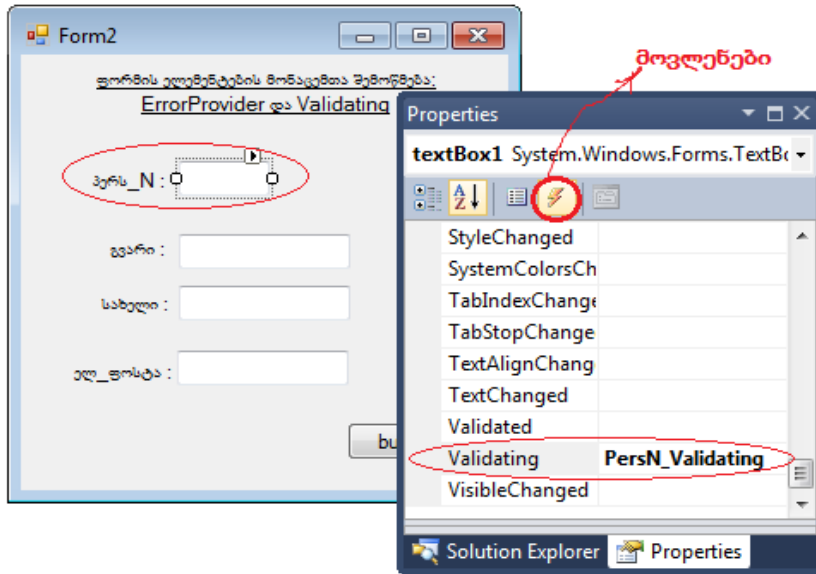 Form2
ფორმის ელემენტების მონაცემთა შემოწმება:
ErrorProvider და Validating
პერს_N :
გვარი :
სახელი :
ელ_ფოსტა :
bu
მოვლენები
Properties
textBox1 System.Windows.Forms.TextBo
StyleChanged
SystemColorsCh
TabIndexChange
TabStopChange
TextAlignChang
TextChanged
Validated
Validating PersN_Validating
VisibleChanged
Solution Explorer Properties